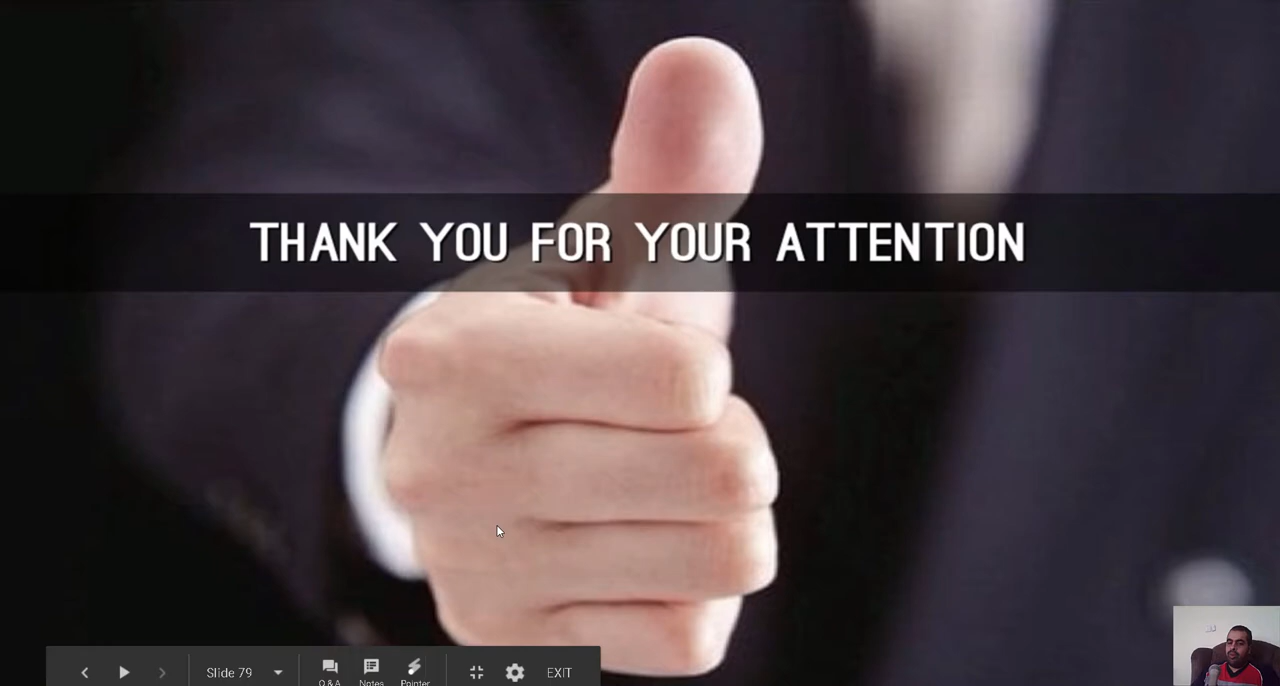 THANK YOU FOR YOUR ATTENTION
Slide 79
Q & A
Notes
Pointer
EXIT